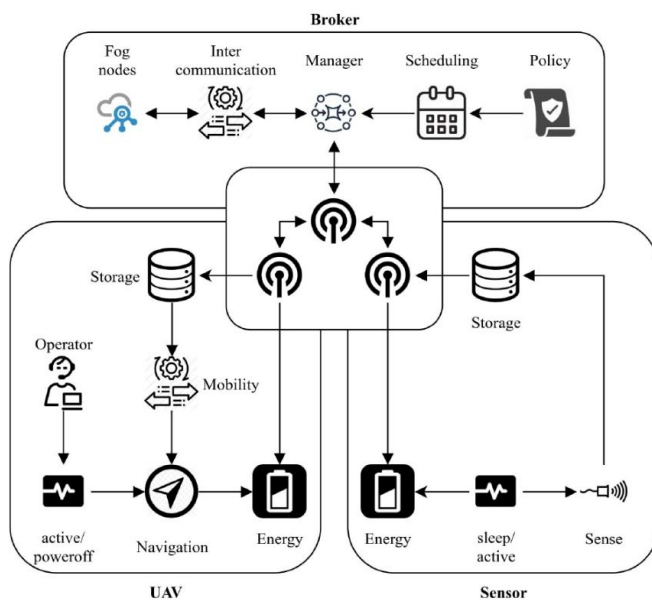 Broker
Fog
nodes
Inter
communication
Manager
Scheduling
Policy
Storage
Storage
Operator
Mobility
active/
poweroff
Navigation
Energy
Energy
sleep/
active
Sense
UAV
Sensor